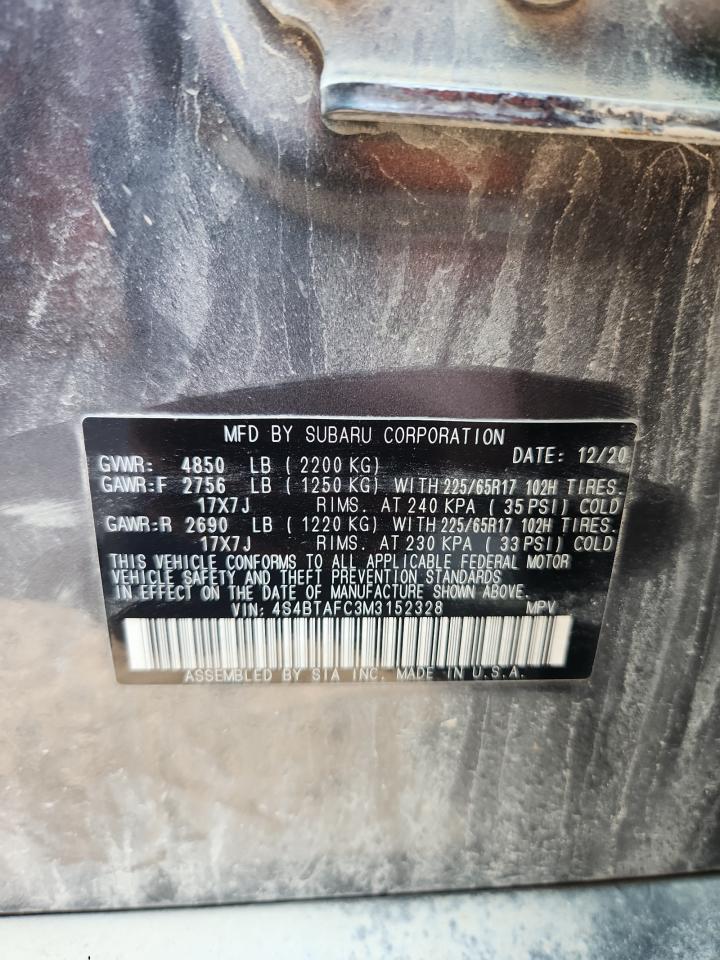 MFD BY SUBARU CORPORATION
DATE: 12/20
GVWR: 4850 LB ( 2200 KG)
GAWR:F 2756 LB ( 1250 KG) WITH 225/65R17 102H TIRES.
17X7J RIMS. AT 240 KPA ( 35 PSI) COLD
GAWR:R 2690 LB ( 1220 KG) WITH 225/65R17 102H TIRES.
17X7J RIMS. AT 230 KPA ( 33 PSI) COLD
THIS VEHICLE CONFORMS TO ALL APPLICABLE FEDERAL MOTOR
VEHICLE SAFETY AND THEFT PREVENTION STANDARDS
IN EFFECT ON THE DATE OF MANUFACTURE SHOWN ABOVE.
VIN: 4S4BTAFC3M3152328 MPV
ASSEMBLED BY SIA INC. MADE IN U.S.A.